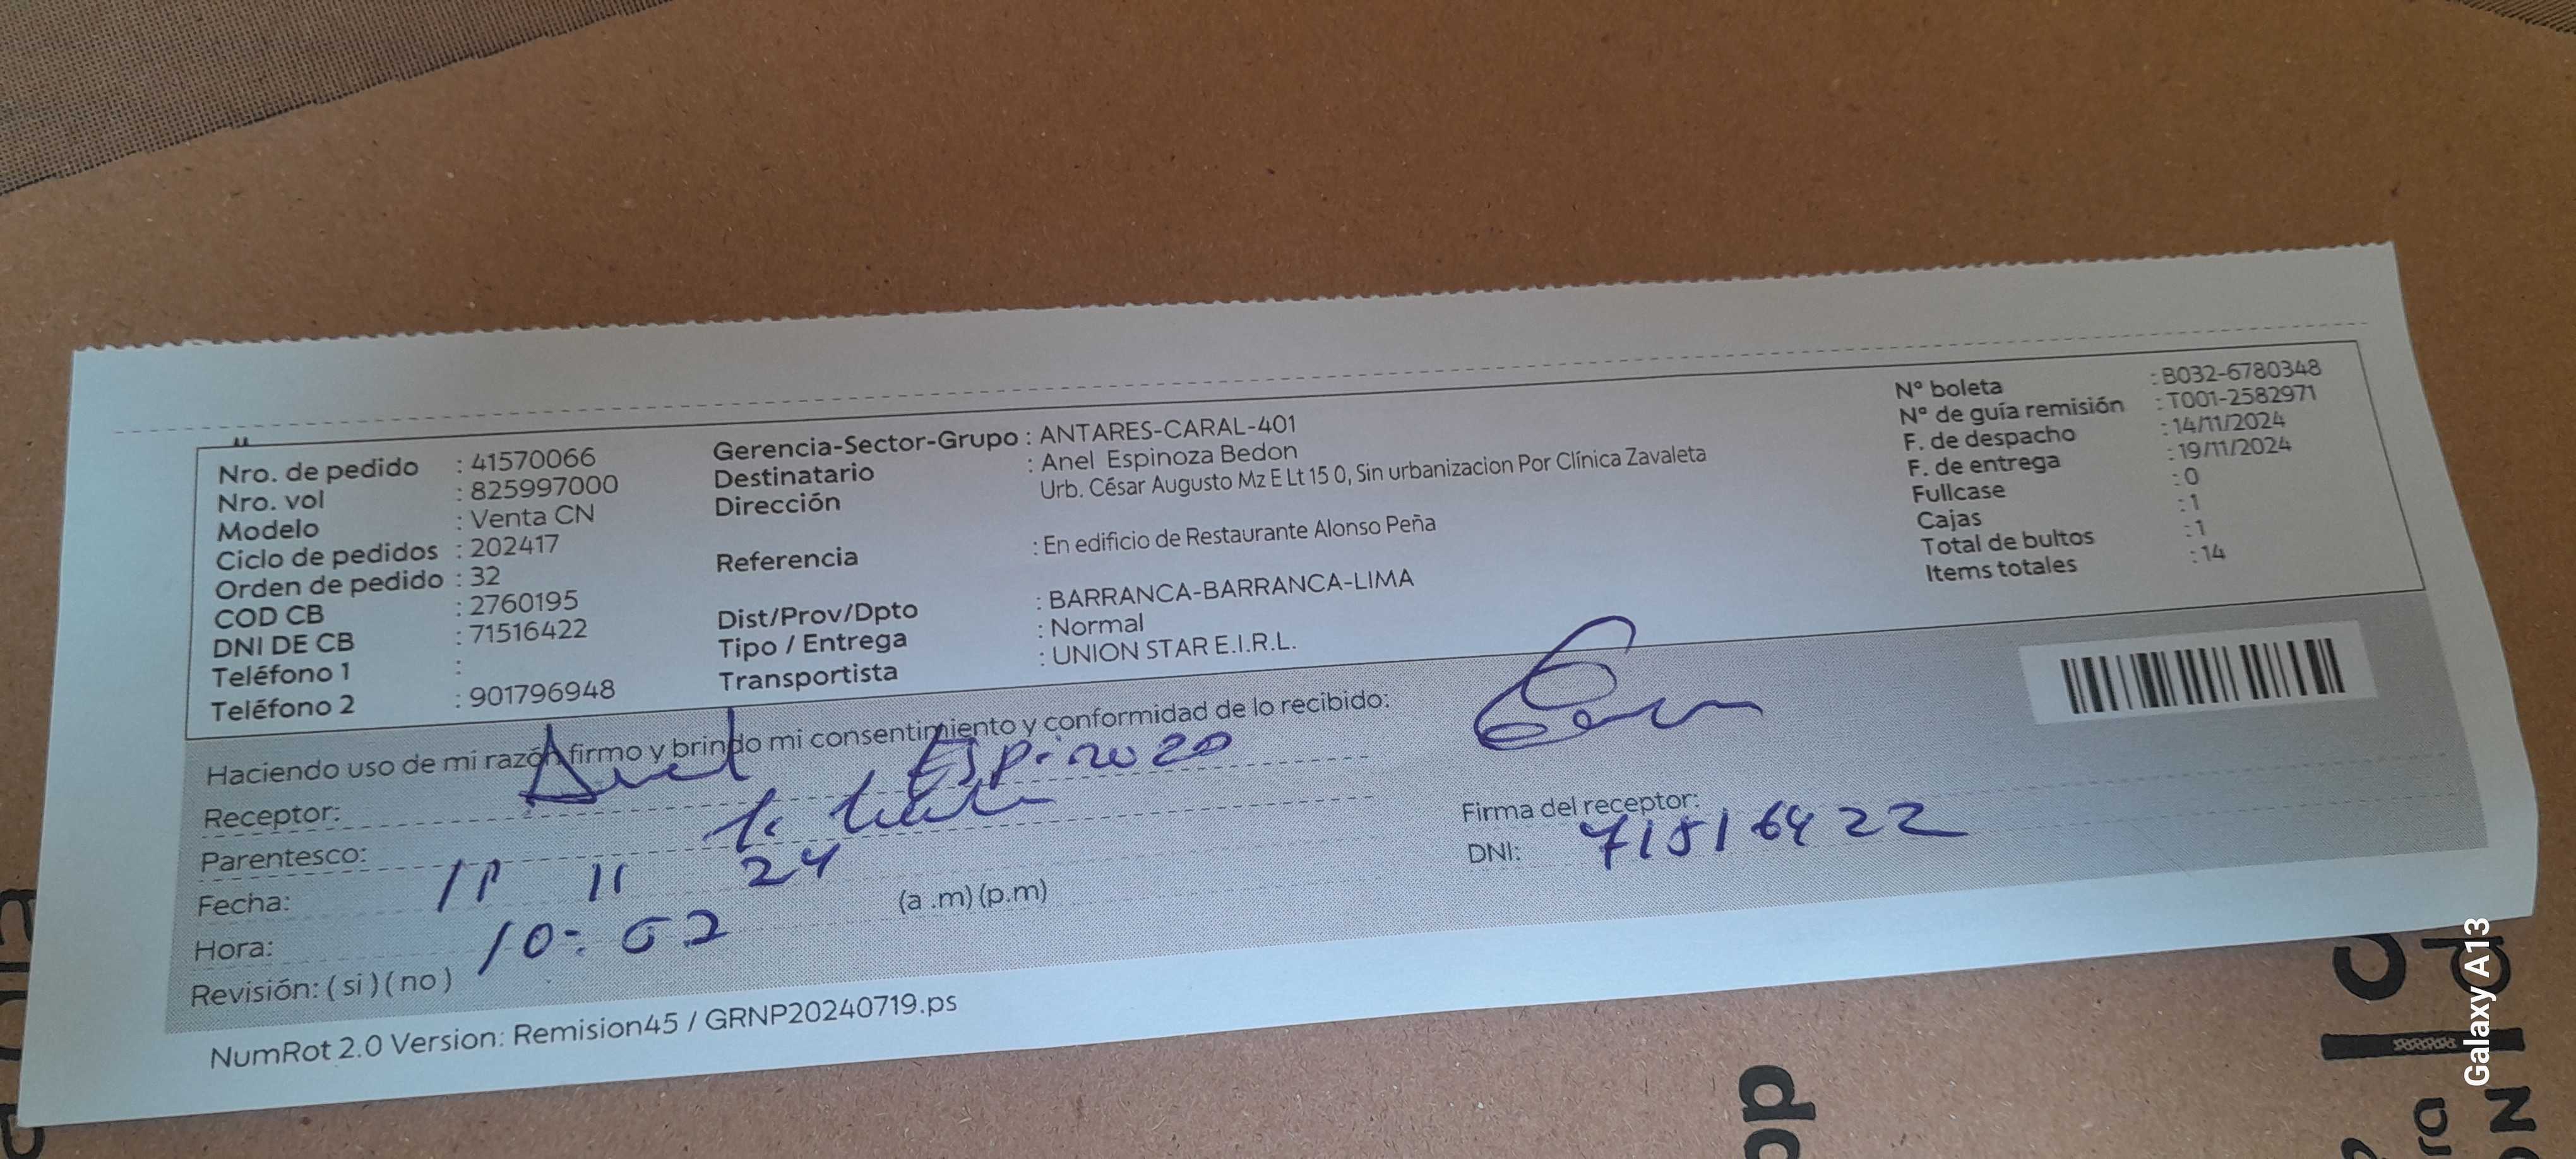 Nro. de pedido : 41570066
Nro. vol : 825997000
Modelo : Venta CN
Ciclo de pedidos : 202417
Orden de pedido : 32
COD CB : 2760195
DNI DE CB : 71516422
Teléfono 1 :
Teléfono 2 : 901796948
Gerencia-Sector-Grupo : ANTARES-CARAL-401
Destinatario : Anel Espinoza Bedon
Dirección Urb. César Augusto Mz E Lt 15 0, Sin urbanizacion Por Clínica Zavaleta
Referencia : En edificio de Restaurante Alonso Peña
Dist/Prov/Dpto : BARRANCA-BARRANCA-LIMA
Tipo / Entrega : Normal
Transportista : UNION STAR E.I.R.L.
N° boleta : B032-6780348
N° de guía remisión : T001-2582971
F. de despacho : 14/11/2024
F. de entrega : 19/11/2024
Fullcase : 0
Cajas : 1
Total de bultos : 1
Items totales : 14
Haciendo uso de mi razón firmo y brindo mi consentimiento y conformidad de lo recibido:
Receptor: Anel Espinoza
Parentesco:
Fecha: 11 24
Hora: 10: 02 (a .m) (p.m)
Revisión: ( si ) ( no )
Firma del receptor:
DNI: 71516422
NumRot 2.0 Version: Remision45 / GRNP20240719.ps
Galaxy A13